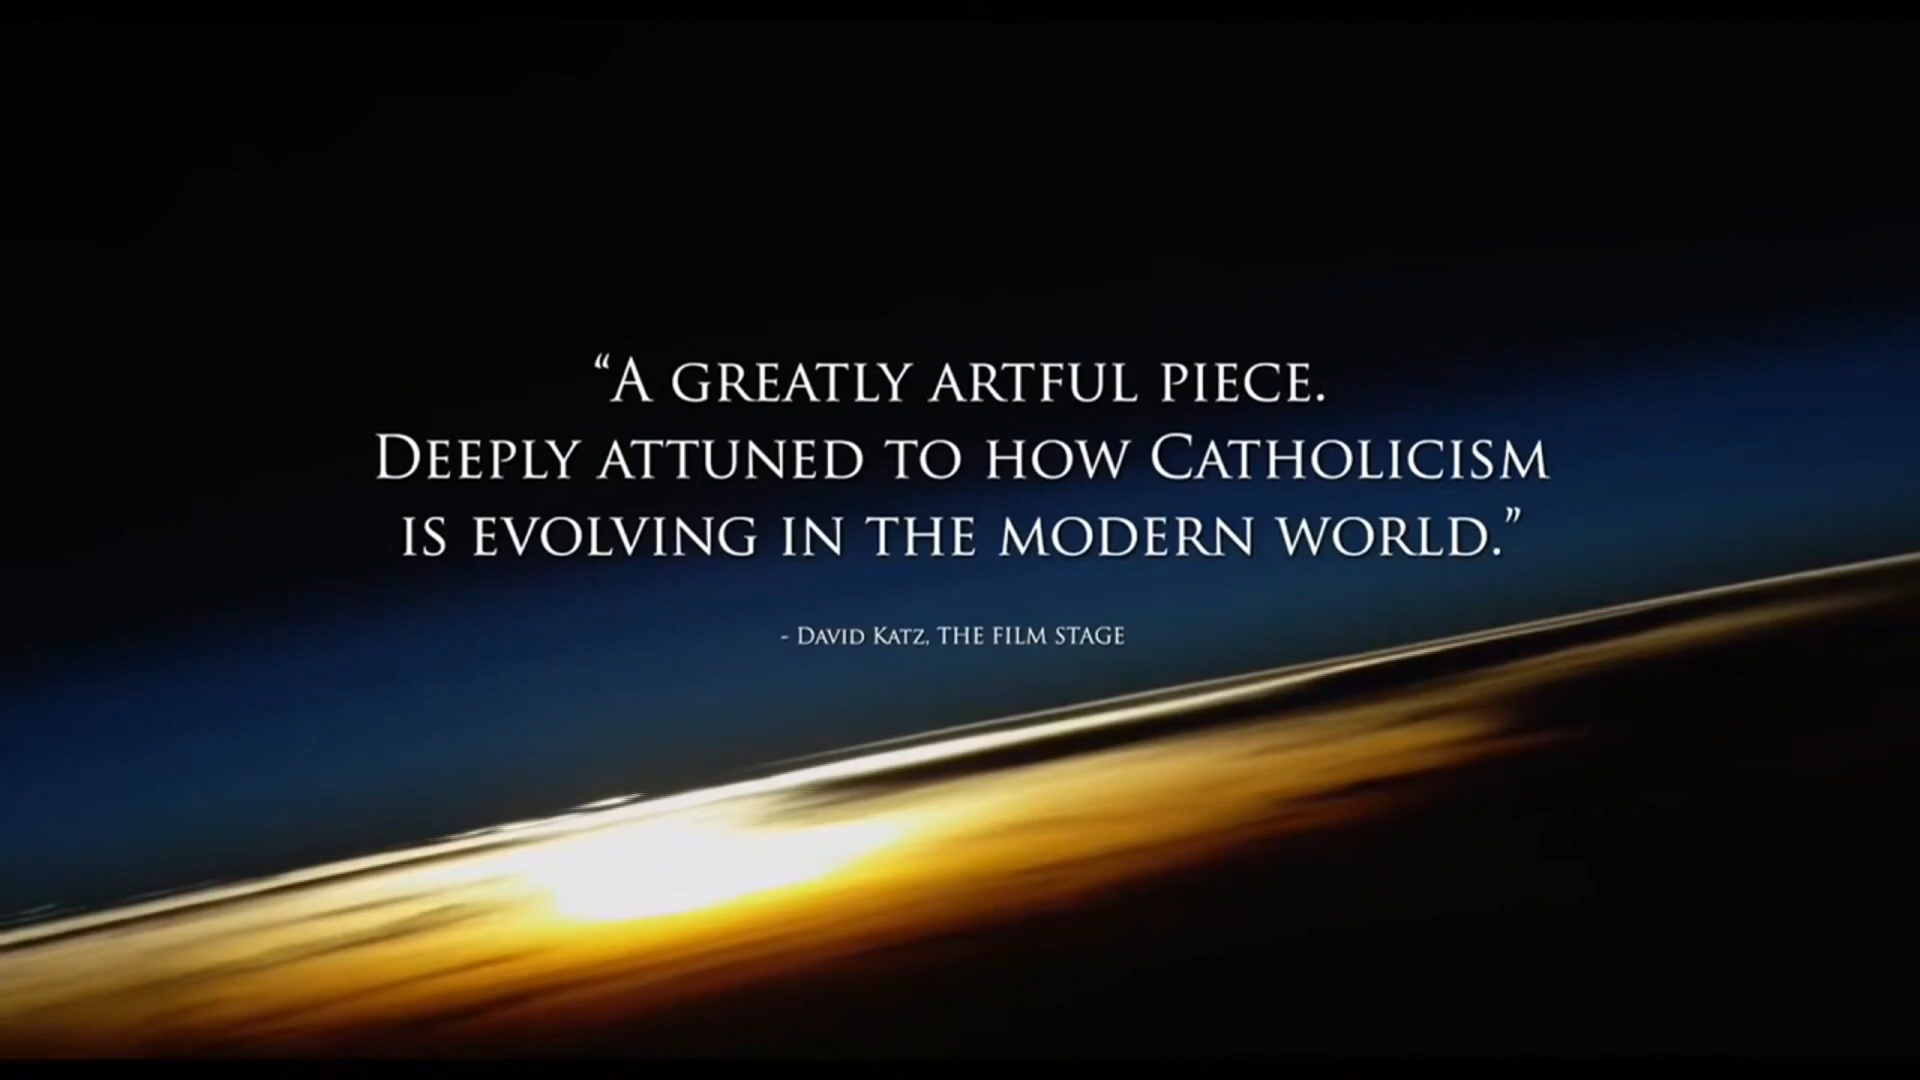 “A greatly artful piece.
Deeply attuned to how Catholicism
is evolving in the modern world.”
- David Katz, THE FILM STAGE